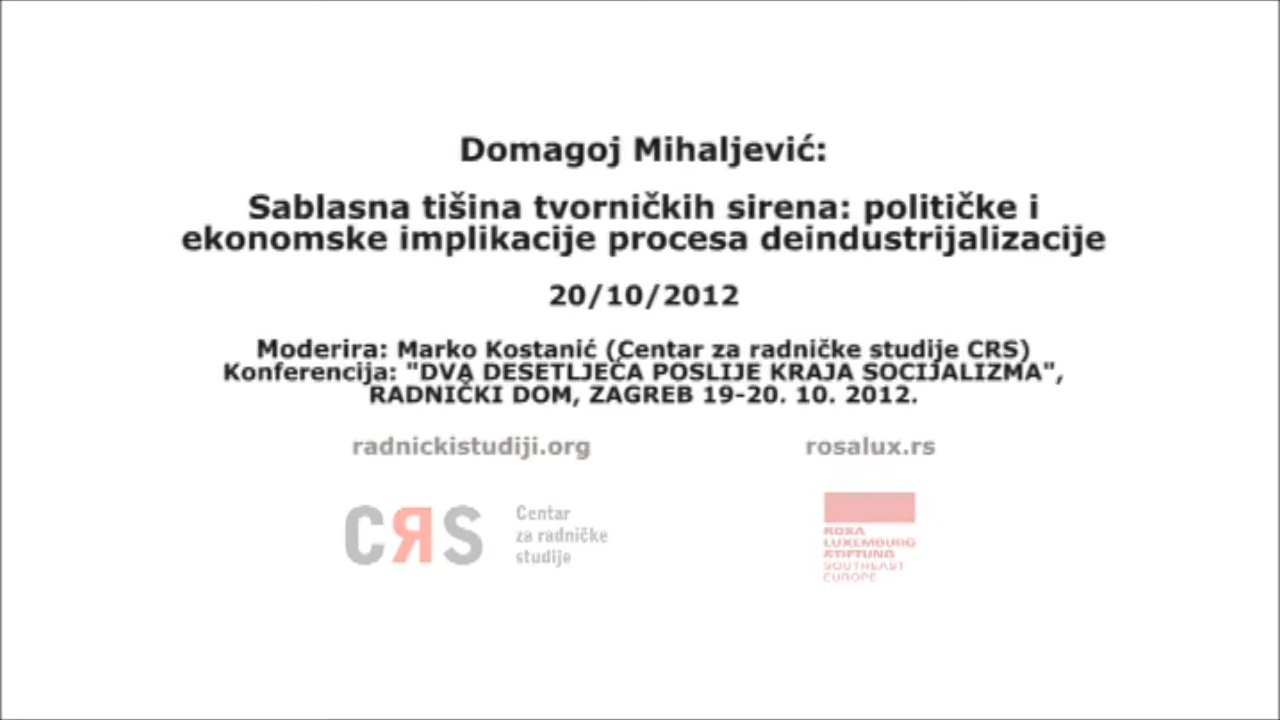 Domagoj Mihaljević:
Sablasna tišina tvorničkih sirena: političke i
ekonomske implikacije procesa deindustrijalizacije
20/10/2012
Moderira: Marko Kostanić (Centar za radničke studije CRS)
Konferencija: "DVA DESETLJEĆA POSLIJE KRAJA SOCIJALIZMA",
RADNIČKI DOM, ZAGREB 19-20. 10. 2012.
radnickistudiji.org
rosalux.rs
CЯS
Centar
za radničke
studije
ROSA
LUXEMBURG
STIFTUNG
SOUTHEAST
EUROPE